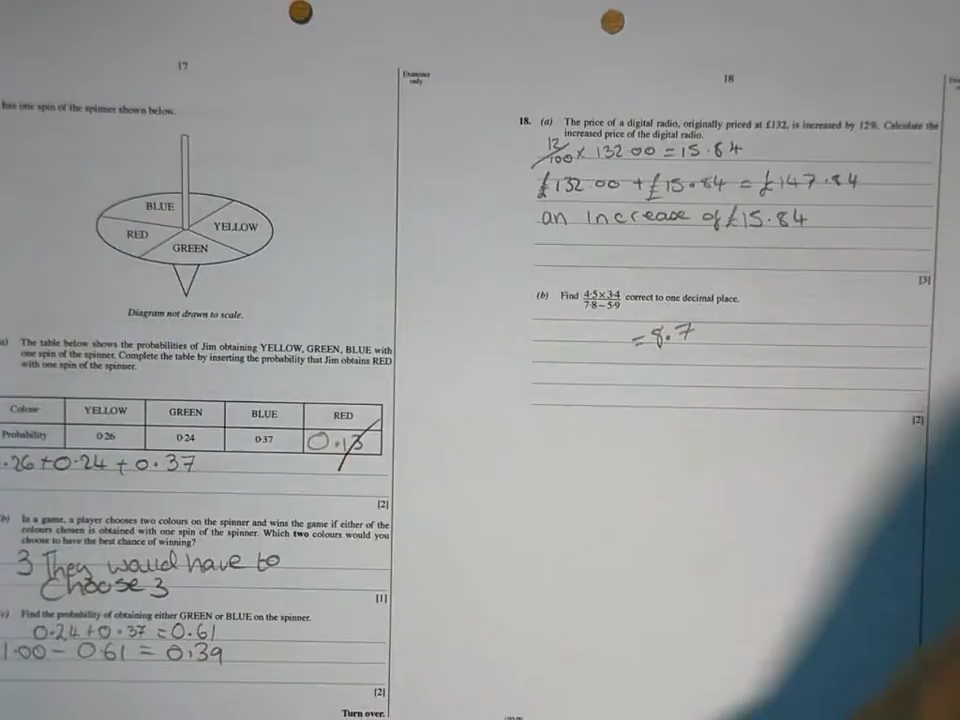 17
Examiner
only
has one spin of the spinner shown below.
BLUE
YELLOW
RED
GREEN
Diagram not drawn to scale.
a) The table below shows the probabilities of Jim obtaining YELLOW, GREEN, BLUE with
one spin of the spinner. Complete the table by inserting the probability that Jim obtains RED
with one spin of the spinner.
Colour YELLOW GREEN BLUE RED
Probability 0·26 0·24 0·37 0.13
.26+0.24+0.37
[2]
(b) In a game, a player chooses two colours on the spinner and wins the game if either of the
colours chosen is obtained with one spin of the spinner. Which two colours would you
choose to have the best chance of winning?
3 They would have to
choose 3
[1]
(c) Find the probability of obtaining either GREEN or BLUE on the spinner.
0.24+0.37=0.61
1.00-0.61=0.39
[2]
Turn over.
18
18. (a) The price of a digital radio, originally priced at £132, is increased by 12%. Calculate the
increased price of the digital radio.
12/100 × 132.00 = 15.84
£132.00 + £15.84 = £147.84
an increase of £15.84
[3]
(b) Find 4·5×3·4/7·8−5·9 correct to one decimal place.
= 8.7
[2]